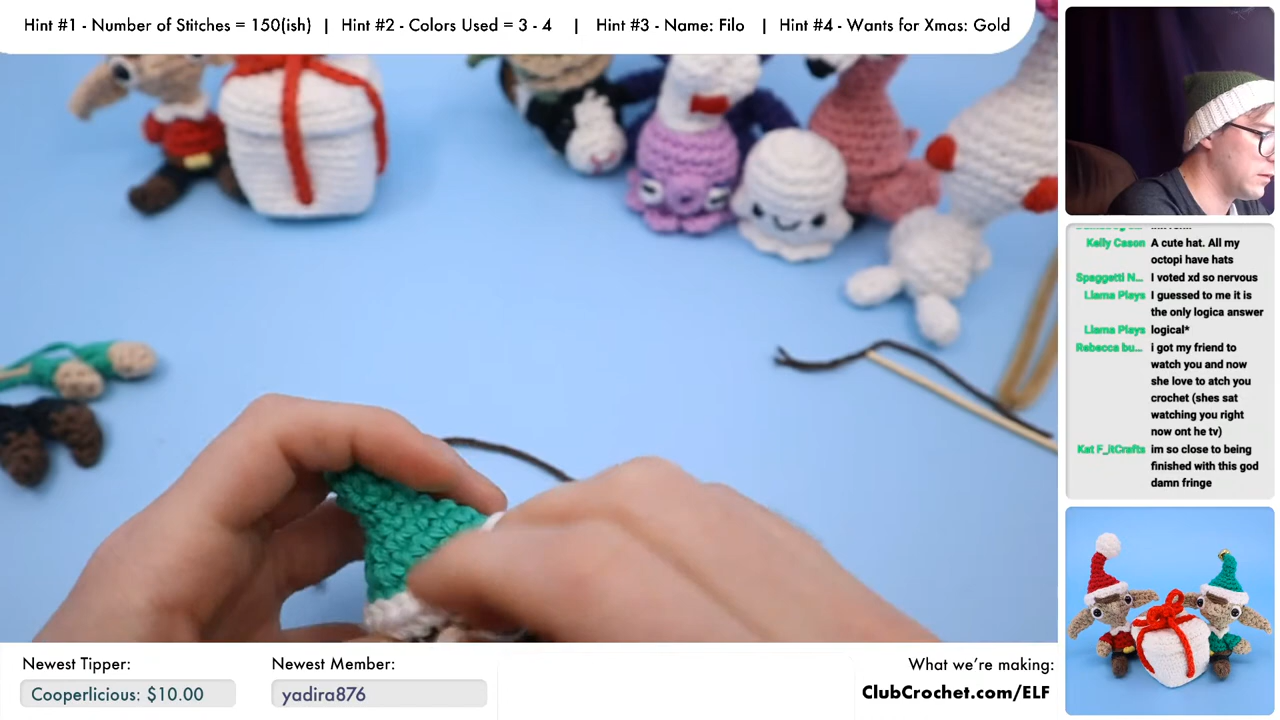 Hint #1 - Number of Stitches = 150(ish) | Hint #2 - Colors Used = 3 - 4 | Hint #3 - Name: Filo | Hint #4 - Wants for Xmas: Gold
Kelly Cason A cute hat. All my
octopi have hats
Spaggetti N... I voted xd so nervous
Llama Plays I guessed to me it is
the only logica answer
Llama Plays logical*
Rebecca bu... i got my friend to
watch you and now
she love to atch you
crochet (shes sat
watching you right
now ont he tv)
Kat F_itCrafts im so close to being
finished with this god
damn fringe
Newest Tipper:
Cooperlicious: $10.00
Newest Member:
yadira876
What we're making:
ClubCrochet.com/ELF